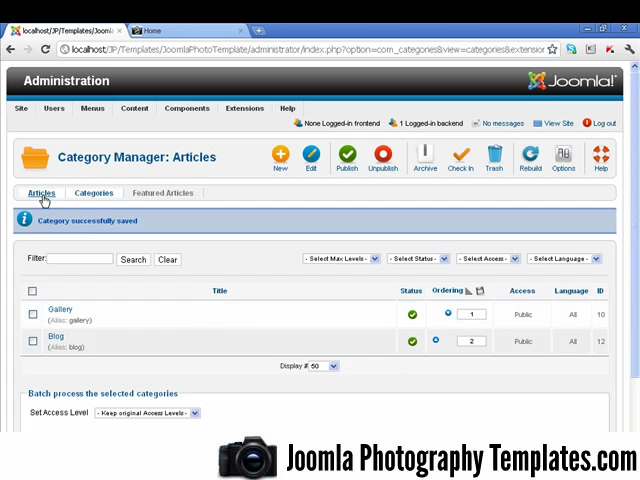 localhost/JP/Templates/Jooml
Home
localhost/JP/Templates/JoomlaPhotoTemplate/administrator/index.php?option=com_categories&view=categories&extension
Administration
Joomla!
Site Users Menus Content Components Extensions Help
None Logged-in frontend 1 Logged-in backend No messages View Site Log out
Category Manager: Articles
New Edit Publish Unpublish Archive Check In Trash Rebuild Options Help
Articles Categories Featured Articles
Category successfully saved
Filter: Search Clear - Select Max Levels - - Select Status - - Select Access - - Select Language -
Title Status Ordering Access Language ID
Gallery 1 Public All 10
(Alias: gallery)
Blog 2 Public All 12
(Alias: blog)
Display # 50
Batch process the selected categories
Set Access Level - Keep original Access Levels -
Joomla Photography Templates.com